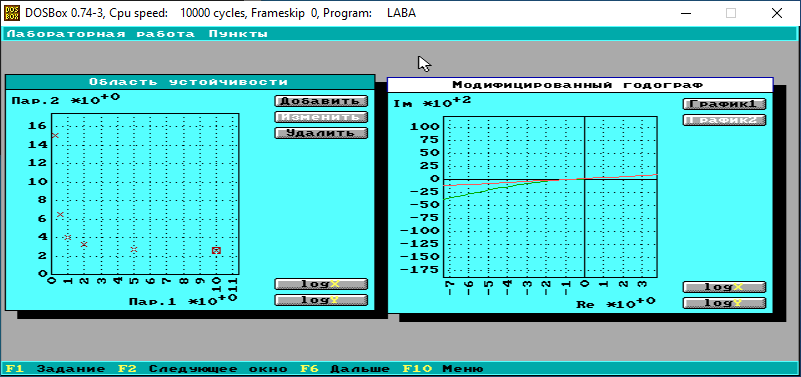 DOS BOX DOSBox 0.74-3, Cpu speed: 10000 cycles, Frameskip 0, Program: LABA
Лабораторная работа Пункты
Область устойчивости
Пар.2 *10+0
Добавить
Изменить
Удалить
16
14
12
10
8
6
4
2
0
0 1 2 3 4 5 6 7 8 9 10 11
Пар.1 *10+0
logX
logY
Модифицированный годограф
Im *10+2
График1
График2
100
75
50
25
0
-25
-50
-75
-100
-125
-150
-175
-7 -6 -5 -4 -3 -2 -1 0 1 2 3
Re *10+0
logX
logY
F1 Задание F2 Следующее окно F6 Дальше F10 Меню